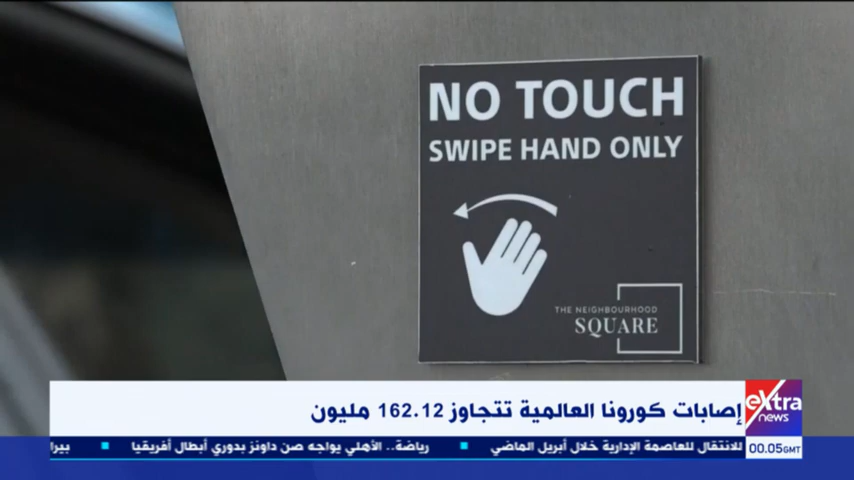 NO TOUCH
SWIPE HAND ONLY
THE NEIGHBOURHOOD
SQUARE
إصابات كورونا العالمية تتجاوز 162.12 مليون
eXtra
news
00.05GMT
للانتقال للعاصمة الإدارية خلال أبريل الماضي ■ رياضة.. الأهلي يواجه صن داونز بدوري أبطال أفريقيا ■